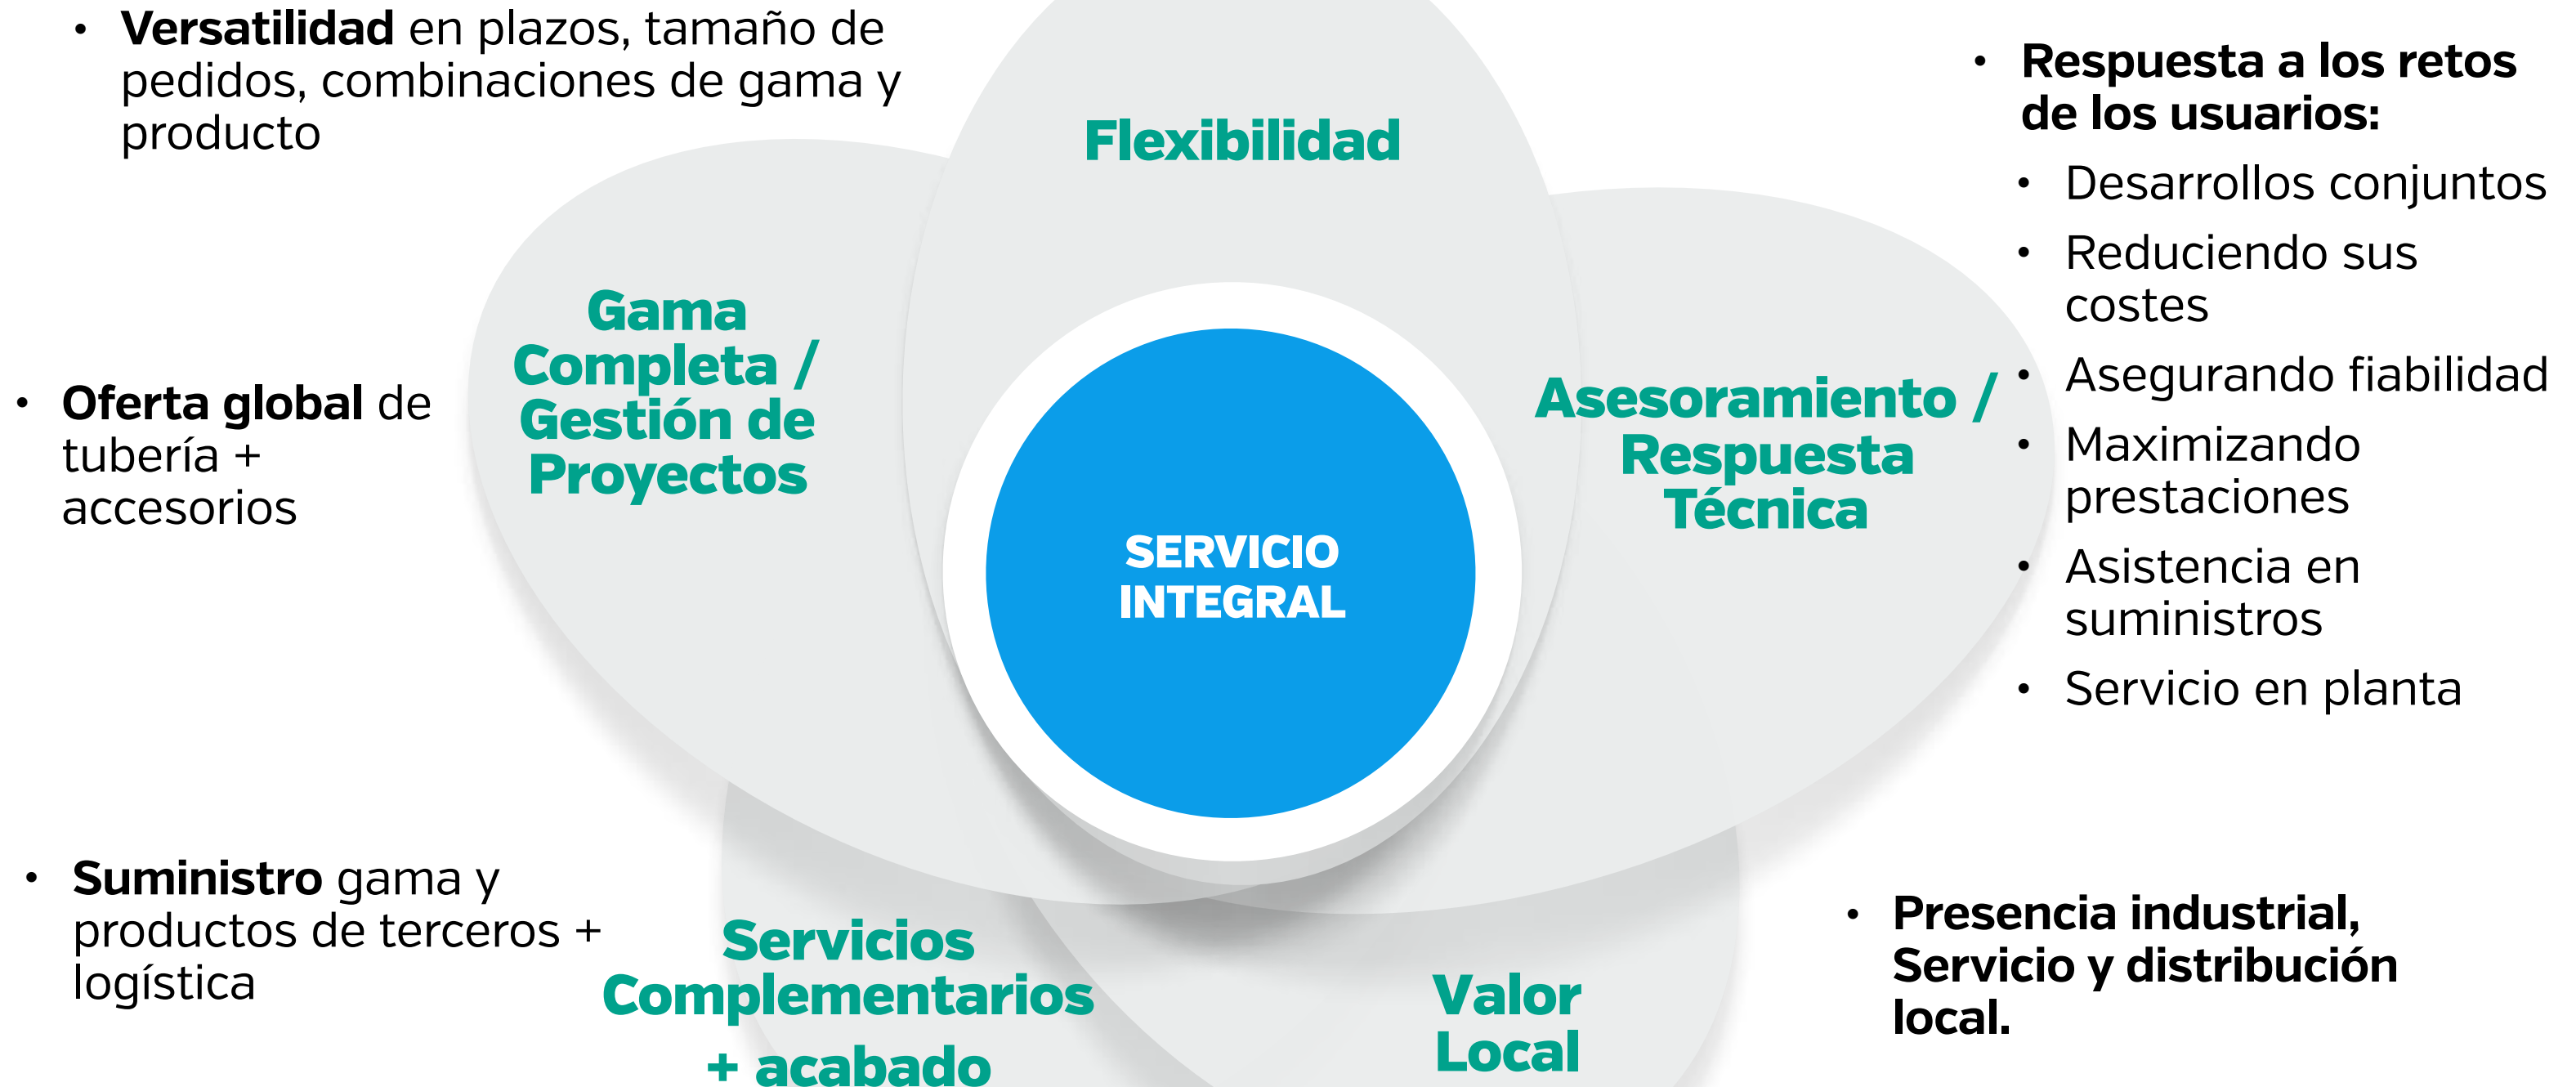 • Versatilidad en plazos, tamaño de
pedidos, combinaciones de gama y
producto
Flexibilidad
• Respuesta a los retos
de los usuarios:
• Desarrollos conjuntos
• Reduciendo sus
costes
• Asegurando fiabilidad
• Maximizando
prestaciones
• Asistencia en
suministros
• Servicio en planta
Gama
Completa /
Gestión de
Proyectos
• Oferta global de
tubería +
accesorios
Asesoramiento /
Respuesta
Técnica
SERVICIO
INTEGRAL
• Suministro gama y
productos de terceros +
logística
Servicios
Complementarios
+ acabado
Valor
Local
• Presencia industrial,
Servicio y distribución
local.